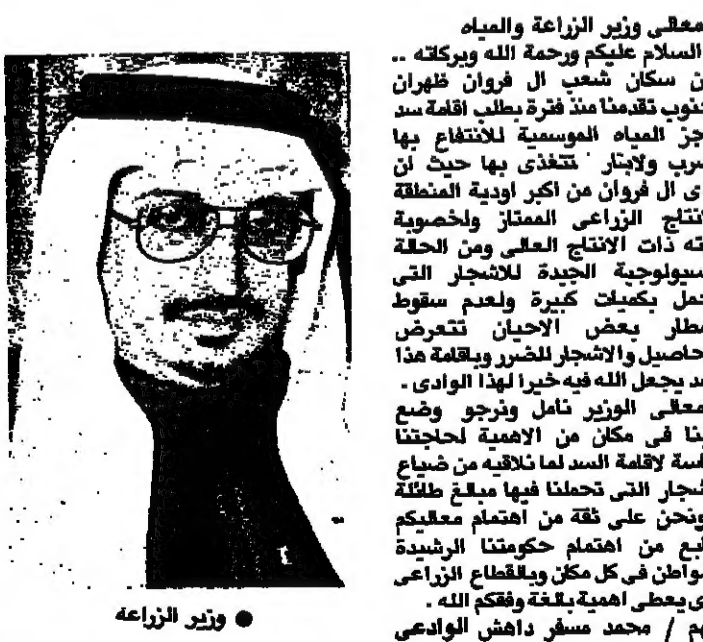 معالى وزير الزراعة والمياه
السلام عليكم ورحمة الله وبركاته ..
ن سكان شعب ال فروان ظهران
جنوب تقدمنا منذ فترة بطلب اقامة سد
جز المياه الموسمية للانتفاع بها
شرب ولابار تتغذى بها حيث ان
ى ال فروان من اكبر اودية المنطقة
لانتاج الزراعى الممتاز ولخصوبة
ته ذات الانتاج العالى ومن الحالة
سيولوجية الجيدة للاشجار التى
حمل بكميات كبيرة ولعدم سقوط
مطار بعض الاحيان تتعرض
حاصيل والاشجار للضرر وباقامة هذا
سد يجعل الله فيه خيرا لهذا الوادى .
معالى الوزير نامل ونرجو وضع
بنا فى مكان من الاهمية لحاجتنا
اسة لاقامة السد لما نلاقيه من ضياع
شجار التى تحملنا فيها مبالغ طائلة
ونحن على ثقة من اهتمام معاليكم
ابع من اهتمام حكومتنا الرشيدة
مواطن فى كل مكان وبالقطاع الزراعى
ى يعطى اهمية بالغة وفقكم الله .
هم / محمد مسفر داهش الوادعى
● وزير الزراعه